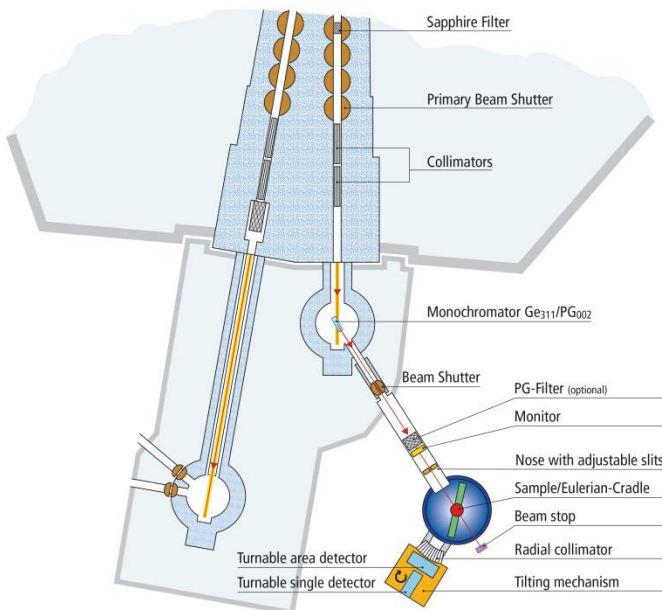 Sapphire Filter
Primary Beam Shutter
Collimators
Monochromator Ge311/PG002
Beam Shutter
PG-Filter (optional)
Monitor
Nose with adjustable slits
Sample/Eulerian-Cradle
Beam stop
Radial collimator
Turnable area detector
Turnable single detector
Tilting mechanism